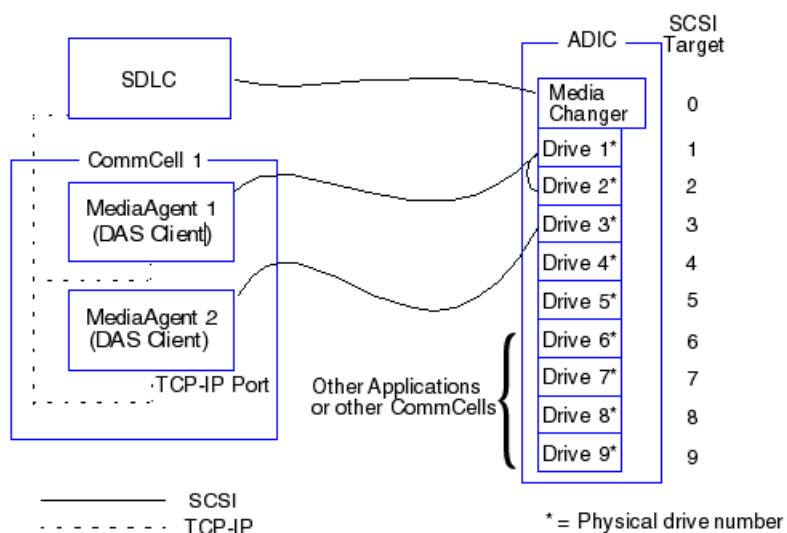 SDLC
CommCell 1
MediaAgent 1
(DAS Client)
MediaAgent 2
(DAS Client)
TCP-IP Port
ADIC
SCSI
Target
Media
Changer
0
Drive 1*
1
Drive 2*
2
Drive 3*
3
Drive 4*
4
Drive 5*
5
Drive 6*
6
Drive 7*
7
Drive 8*
8
Drive 9*
9
Other Applications
or other CommCells
SCSI
TCP-IP
* = Physical drive number